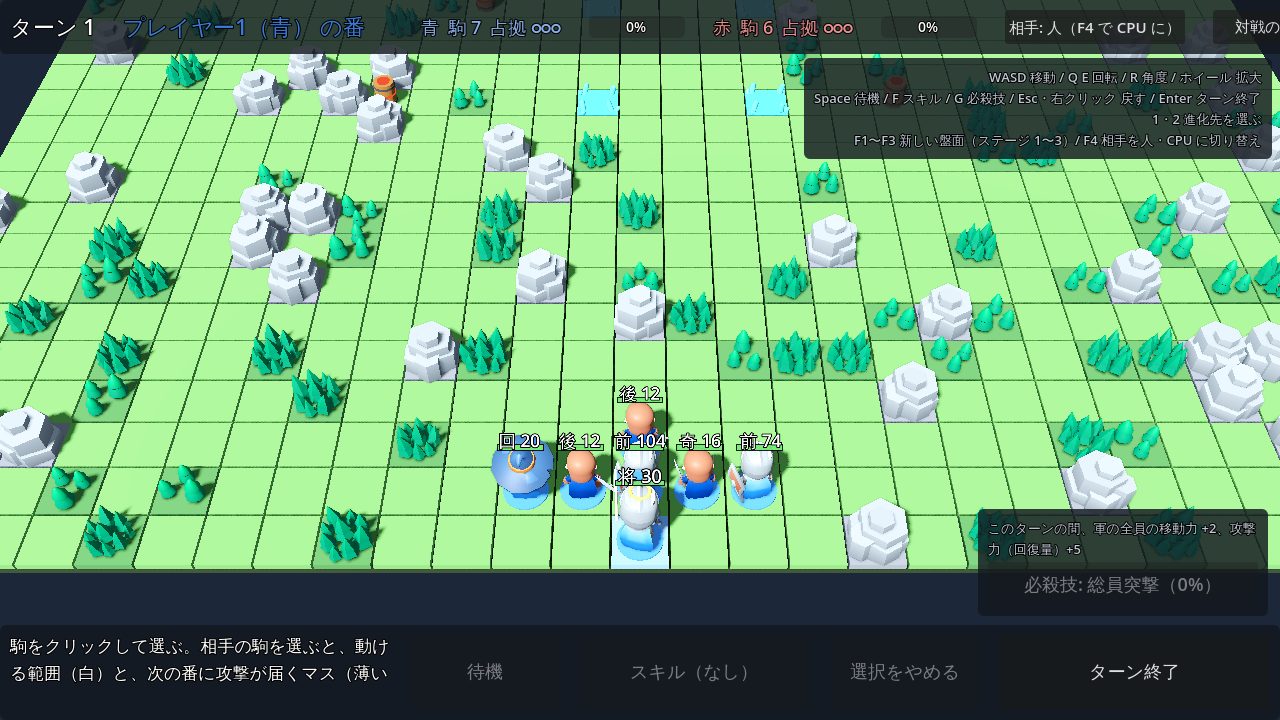 ターン 1 プレイヤー1（青） の番 青 駒 7 占拠 ○○○ 0% 赤 駒 6 占拠 ○○○ 0% 相手: 人（F4 で CPU に） 対戦の
WASD 移動 / Q E 回転 / R 角度 / ホイール 拡大
Space 待機 / F スキル / G 必殺技 / Esc・右クリック 戻す / Enter ターン終了
1・2 進化先を選ぶ
F1〜F3 新しい盤面（ステージ 1〜3）/ F4 相手を人・CPU に切り替え
後 12
回 20 後 12 前 104 奇 16 前 74
将 30
このターンの間、軍の全員の移動力 +2、攻撃
力（回復量）+5
必殺技: 総員突撃（0%）
駒をクリックして選ぶ。相手の駒を選ぶと、動け
る範囲（白）と、次の番に攻撃が届くマス（薄い
待機 スキル（なし） 選択をやめる ターン終了